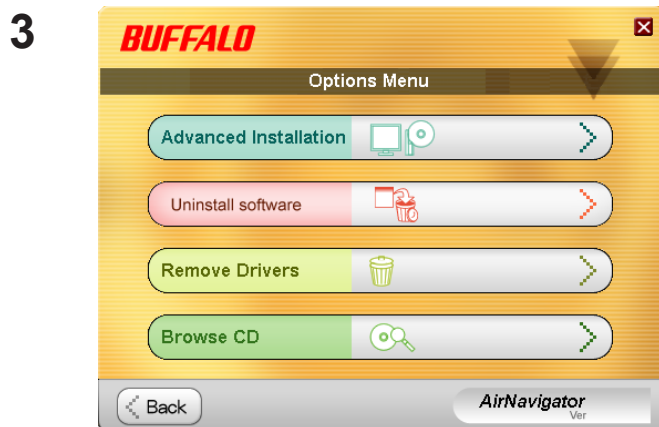 3
BUFFALO
Options Menu
Advanced Installation
Uninstall software
Remove Drivers
Browse CD
Back
AirNavigator
Ver